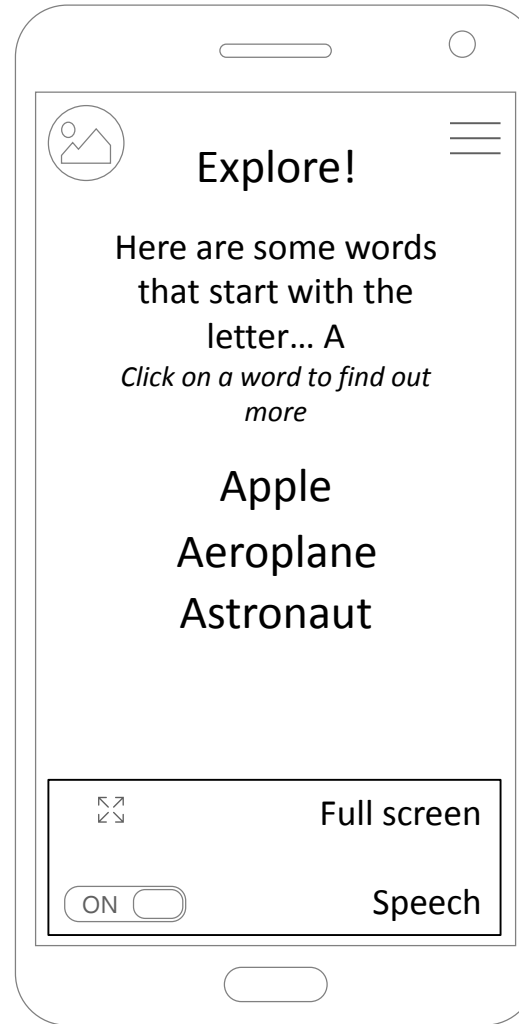 Explore!
Here are some words
that start with the
letter... A
Click on a word to find out
more
Apple
Aeroplane
Astronaut
Full screen
ON
Speech